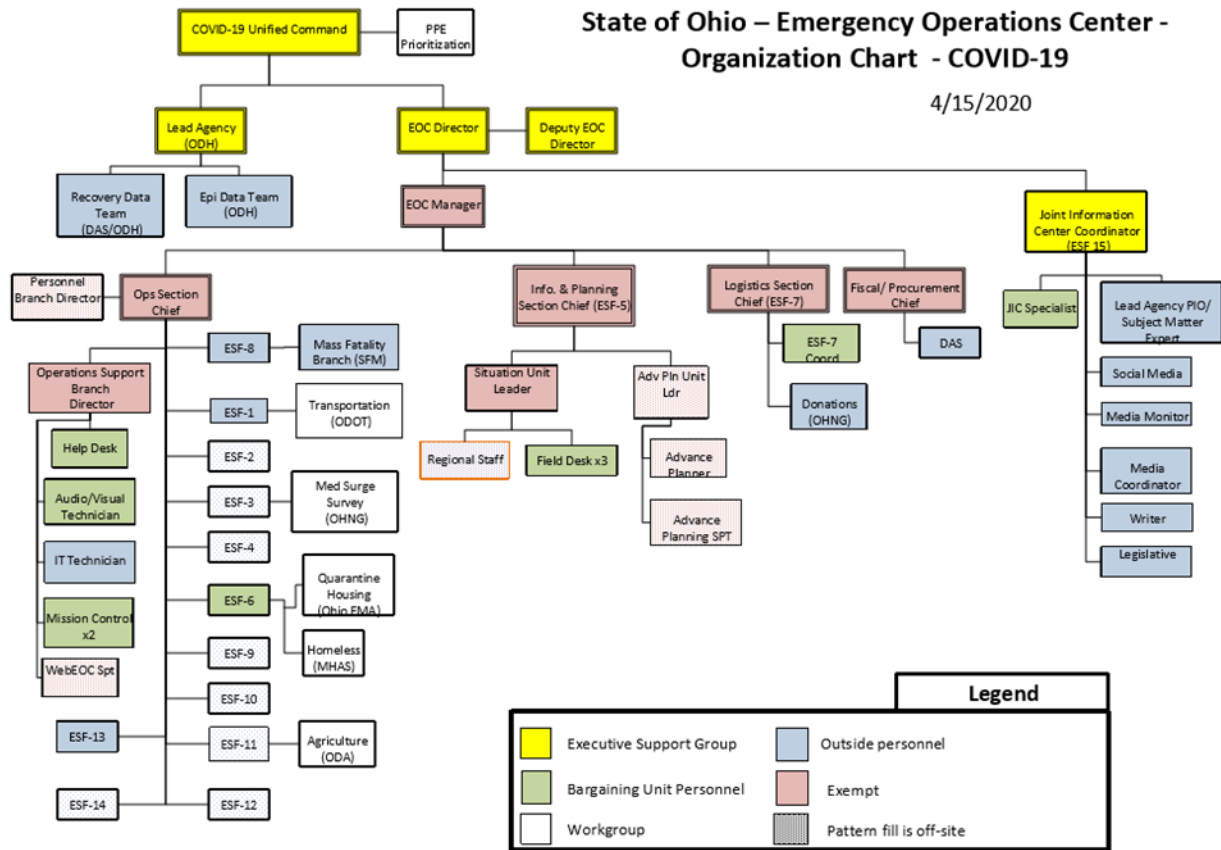 State of Ohio – Emergency Operations Center -
Organization Chart - COVID-19
4/15/2020
COVID-19 Unified Command
PPE
Prioritization
Lead Agency
(ODH)
EOC Director
Deputy EOC
Director
Recovery Data
Team
(DAS/ODH)
Epi Data Team
(ODH)
EOC Manager
Joint Information
Center Coordinator
(ESF 15)
Personnel
Branch Director
Ops Section
Chief
Info. & Planning
Section Chief (ESF-5)
Logistics Section
Chief (ESF-7)
Fiscal/ Procurement
Chief
JIC Specialist
Lead Agency PIO/
Subject Matter
Expert
Social Media
Media Monitor
Media
Coordinator
Writer
Legislative
ESF-7
Coord
Donations
(OHNG)
DAS
Situation Unit
Leader
Adv Pln Unit
Ldr
Regional Staff
Field Desk x3
Advance
Planner
Advance
Planning SPT
Operations Support
Branch
Director
Help Desk
Audio/Visual
Technician
IT Technician
Mission Control
x2
WebEOC Spt
ESF-8
Mass Fatality
Branch (SFM)
ESF-1
Transportation
(ODOT)
ESF-2
ESF-3
Med Surge
Survey
(OHNG)
ESF-4
ESF-6
Quarantine
Housing
(Ohio EMA)
Homeless
(MHAS)
ESF-9
ESF-10
ESF-13
ESF-11
Agriculture
(ODA)
ESF-14
ESF-12
Legend
Executive Support Group
Outside personnel
Bargaining Unit Personnel
Exempt
Workgroup
Pattern fill is off-site